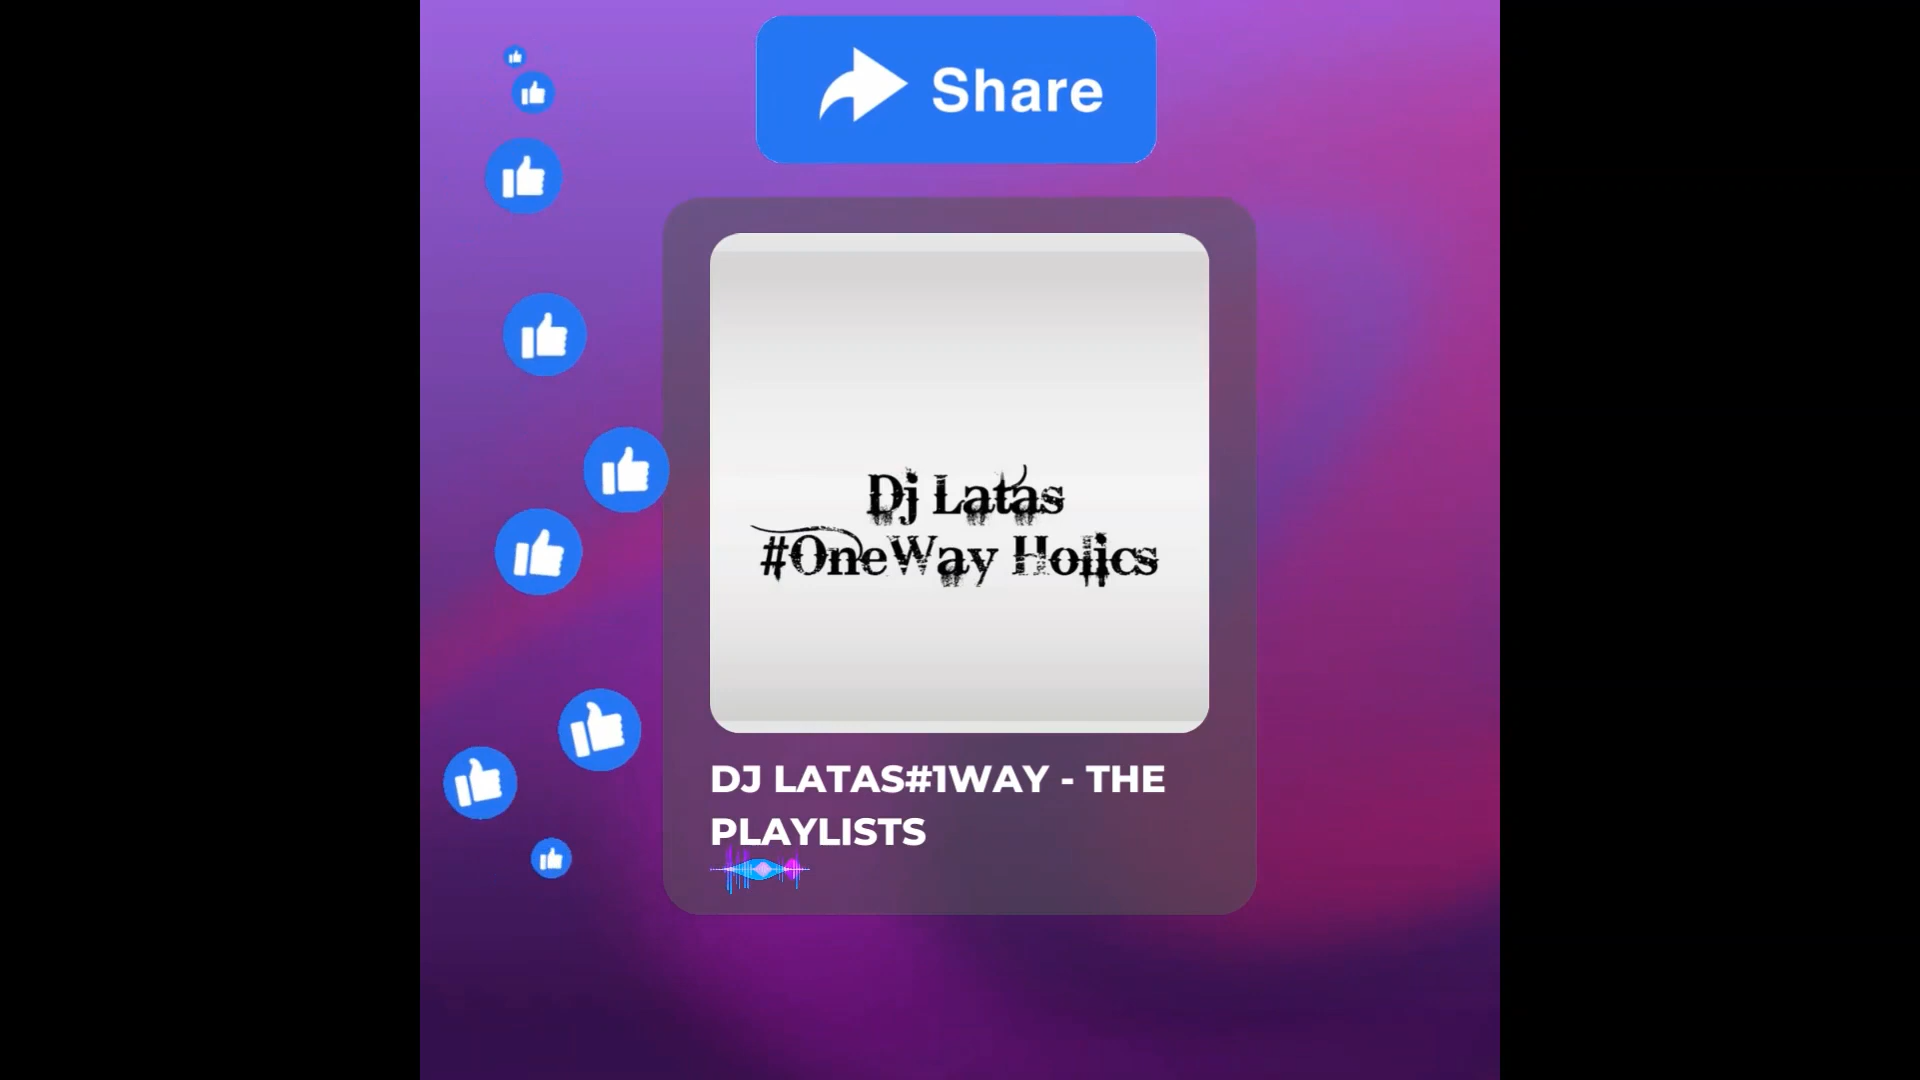 Share
Dj Latas
#OneWay Holics
DJ LATAS#1WAY - THE
PLAYLISTS